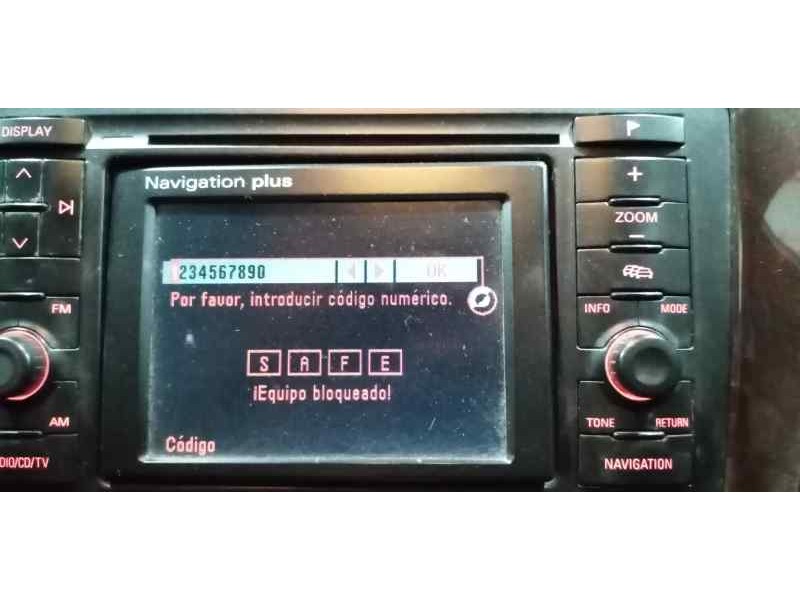 DISPLAY
Navigation plus
+
ZOOM
−
1234567890 OK
Por favor, introducir código numérico.
FM
INFO MODE
S A F E
¡Equipo bloqueado!
AM
TONE RETURN
Código
DIO/CD/TV
NAVIGATION